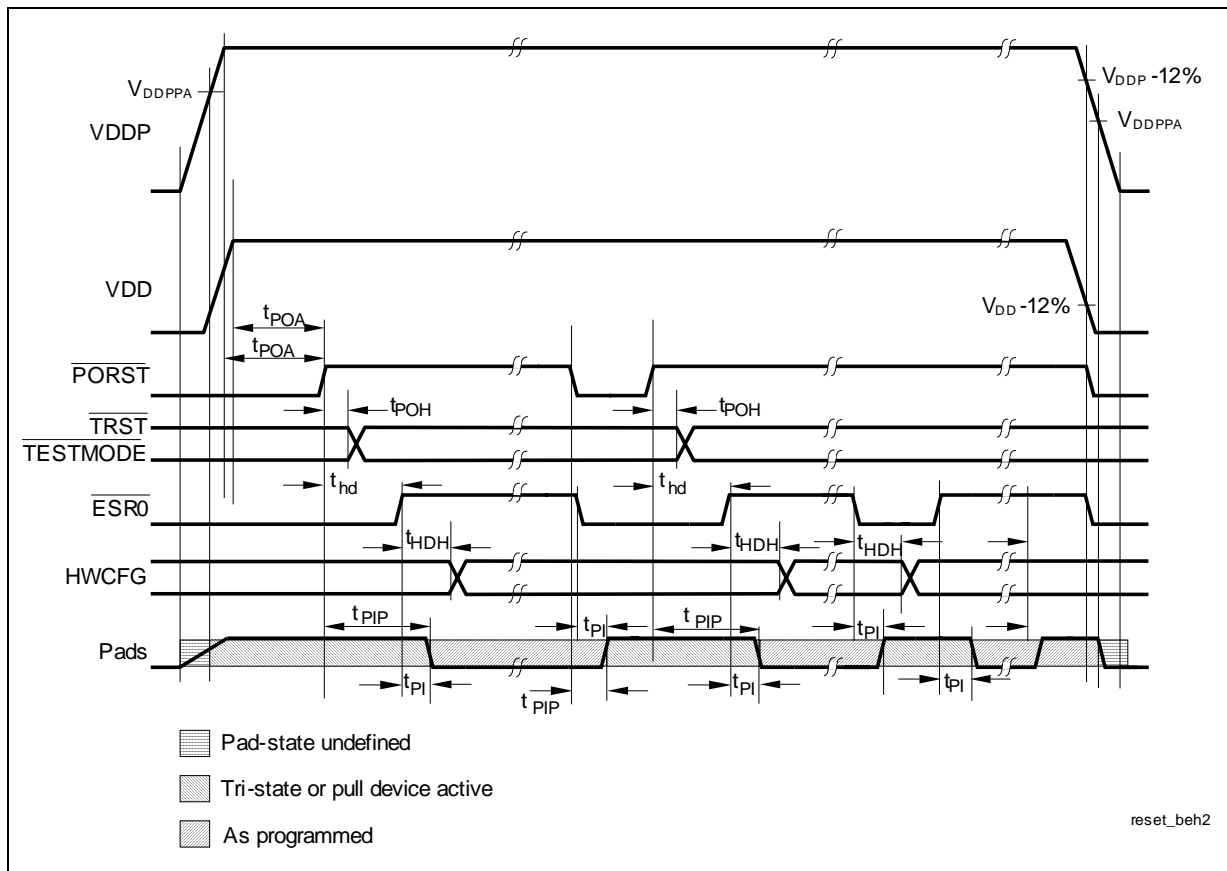 VDDPPA
VDDP -12%
VDDPPA
VDDP
VDD
VDD -12%
tPOA
tPOA
PORST
tPOH
tPOH
TRST
TESTMODE
thd
thd
ESR0
tHDH
tHDH
tHDH
HWCFG
tPIP
tPI
tPIP
tPI
Pads
tPI
tPIP
tPI
tPI
Pad-state undefined
Tri-state or pull device active
As programmed
reset_beh2